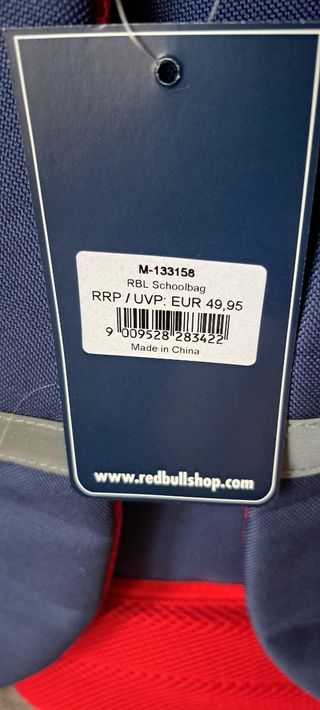 M-133158
RBL Schoolbag
RRP / UVP: EUR 49,95
9 009528 283422
Made in China
www.redbullshop.com